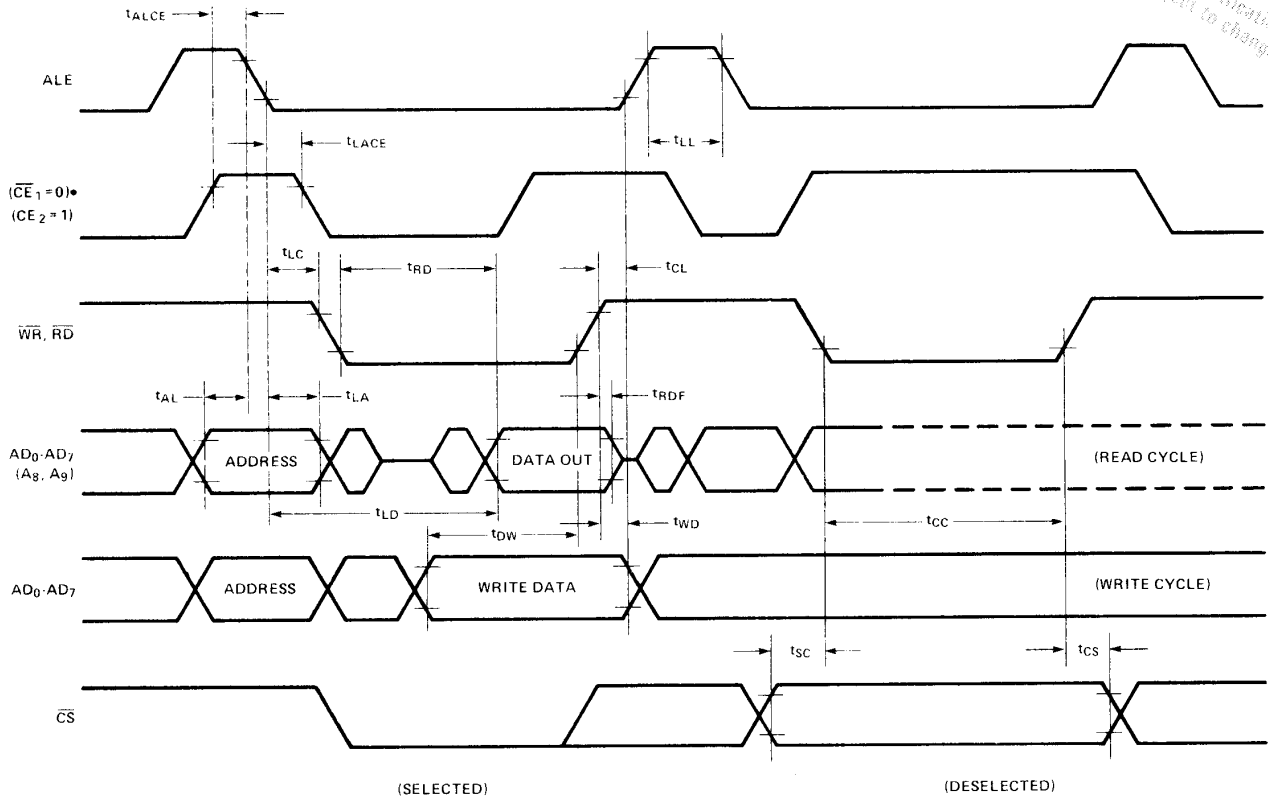 tALCE
to change
ALE
tLACE
tLL
(CE1=0)•
(CE2=1)
tLC
tRD
tCL
WR, RD
tAL
tLA
tRDF
AD0-AD7
(A8, A9)
ADDRESS
DATA OUT
(READ CYCLE)
tLD
tDW
tWD
tCC
AD0-AD7
ADDRESS
WRITE DATA
(WRITE CYCLE)
tSC
tCS
CS
(SELECTED)
(DESELECTED)